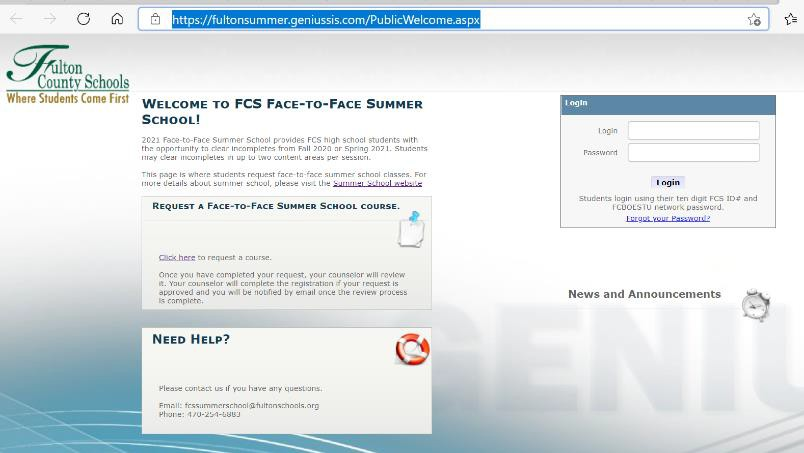 https://fultonsummer.geniussis.com/PublicWelcome.aspx
Fulton
County Schools
Where Students Come First
Welcome to FCS Face-to-Face Summer
School!
2021 Face-to-Face Summer School provides FCS high school students with
the opportunity to clear incompletes from Fall 2020 or Spring 2021. Students
may clear incompletes in up to two content areas per session.
This page is where students request face-to-face summer school classes. For
more details about summer school, please visit the Summer School website
Request a Face-to-Face Summer School course.
Click here to request a course.
Once you have completed your request, your counselor will review
it. Your counselor will complete the registration if your request is
approved and you will be notified by email once the review process
is complete.
Need Help?
Please contact us if you have any questions.
Email: fcssummerschool@fultonschools.org
Phone: 470-254-6883
Login
Login
Password
Login
Students login using their ten digit FCS ID# and
FCBOESTU network password.
Forgot your Password?
News and Announcements
GENIU